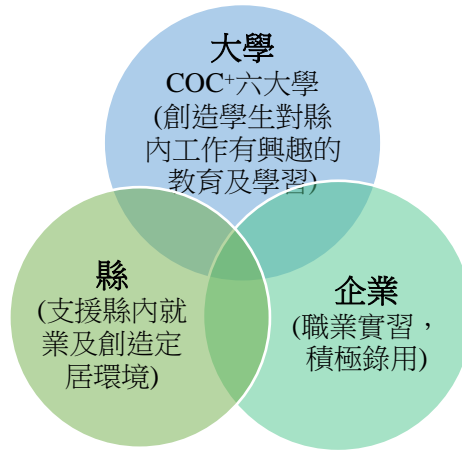 大學
COC⁺六大學
(創造學生對縣
內工作有興趣的
教育及學習)
縣
(支援縣內就
業及創造定
居環境)
企業
(職業實習，
積極錄用)